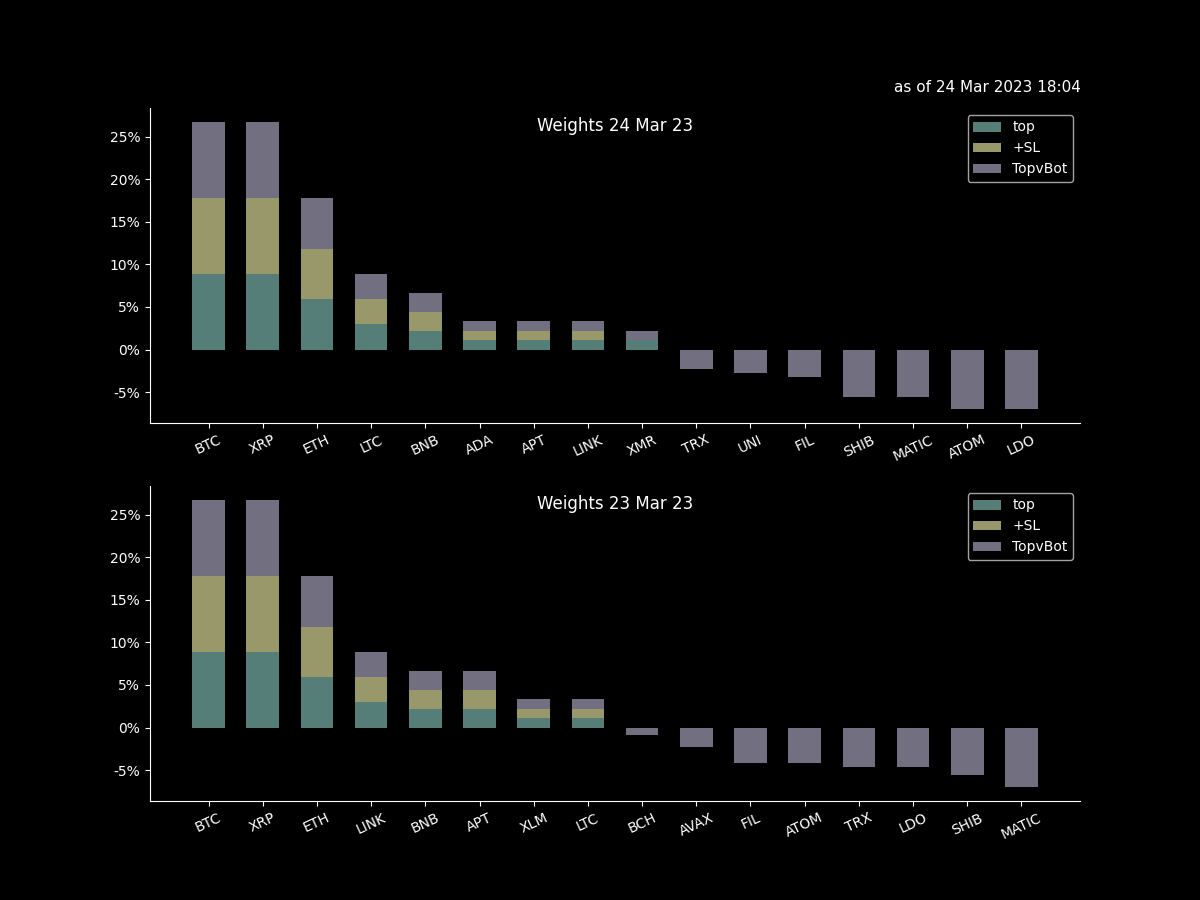 as of 24 Mar 2023 18:04
Weights 24 Mar 23
top
+SL
TopvBot
25%
20%
15%
10%
5%
0%
-5%
BTC XRP ETH LTC BNB ADA APT LINK XMR TRX UNI FIL SHIB MATIC ATOM LDO
Weights 23 Mar 23
top
+SL
TopvBot
25%
20%
15%
10%
5%
0%
-5%
BTC XRP ETH LINK BNB APT XLM LTC BCH AVAX FIL ATOM TRX LDO SHIB MATIC